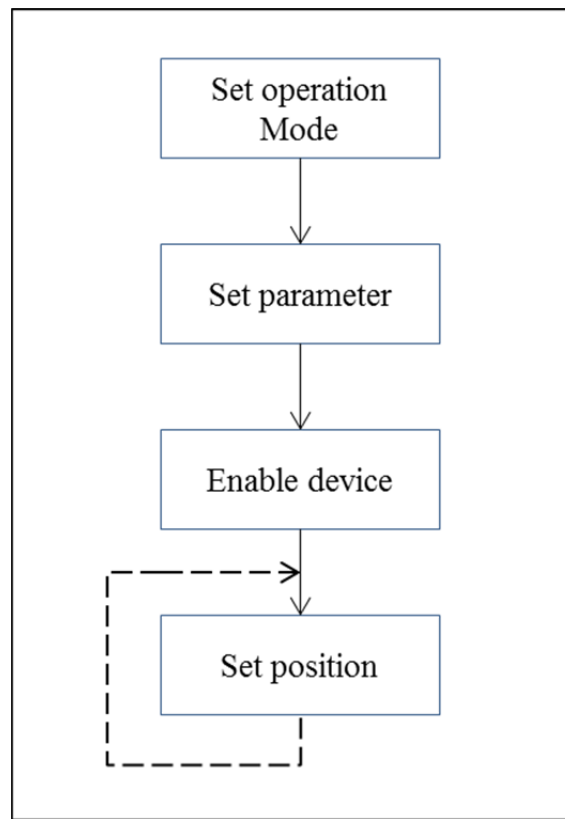 Set operation
Mode
Set parameter
Enable device
Set position